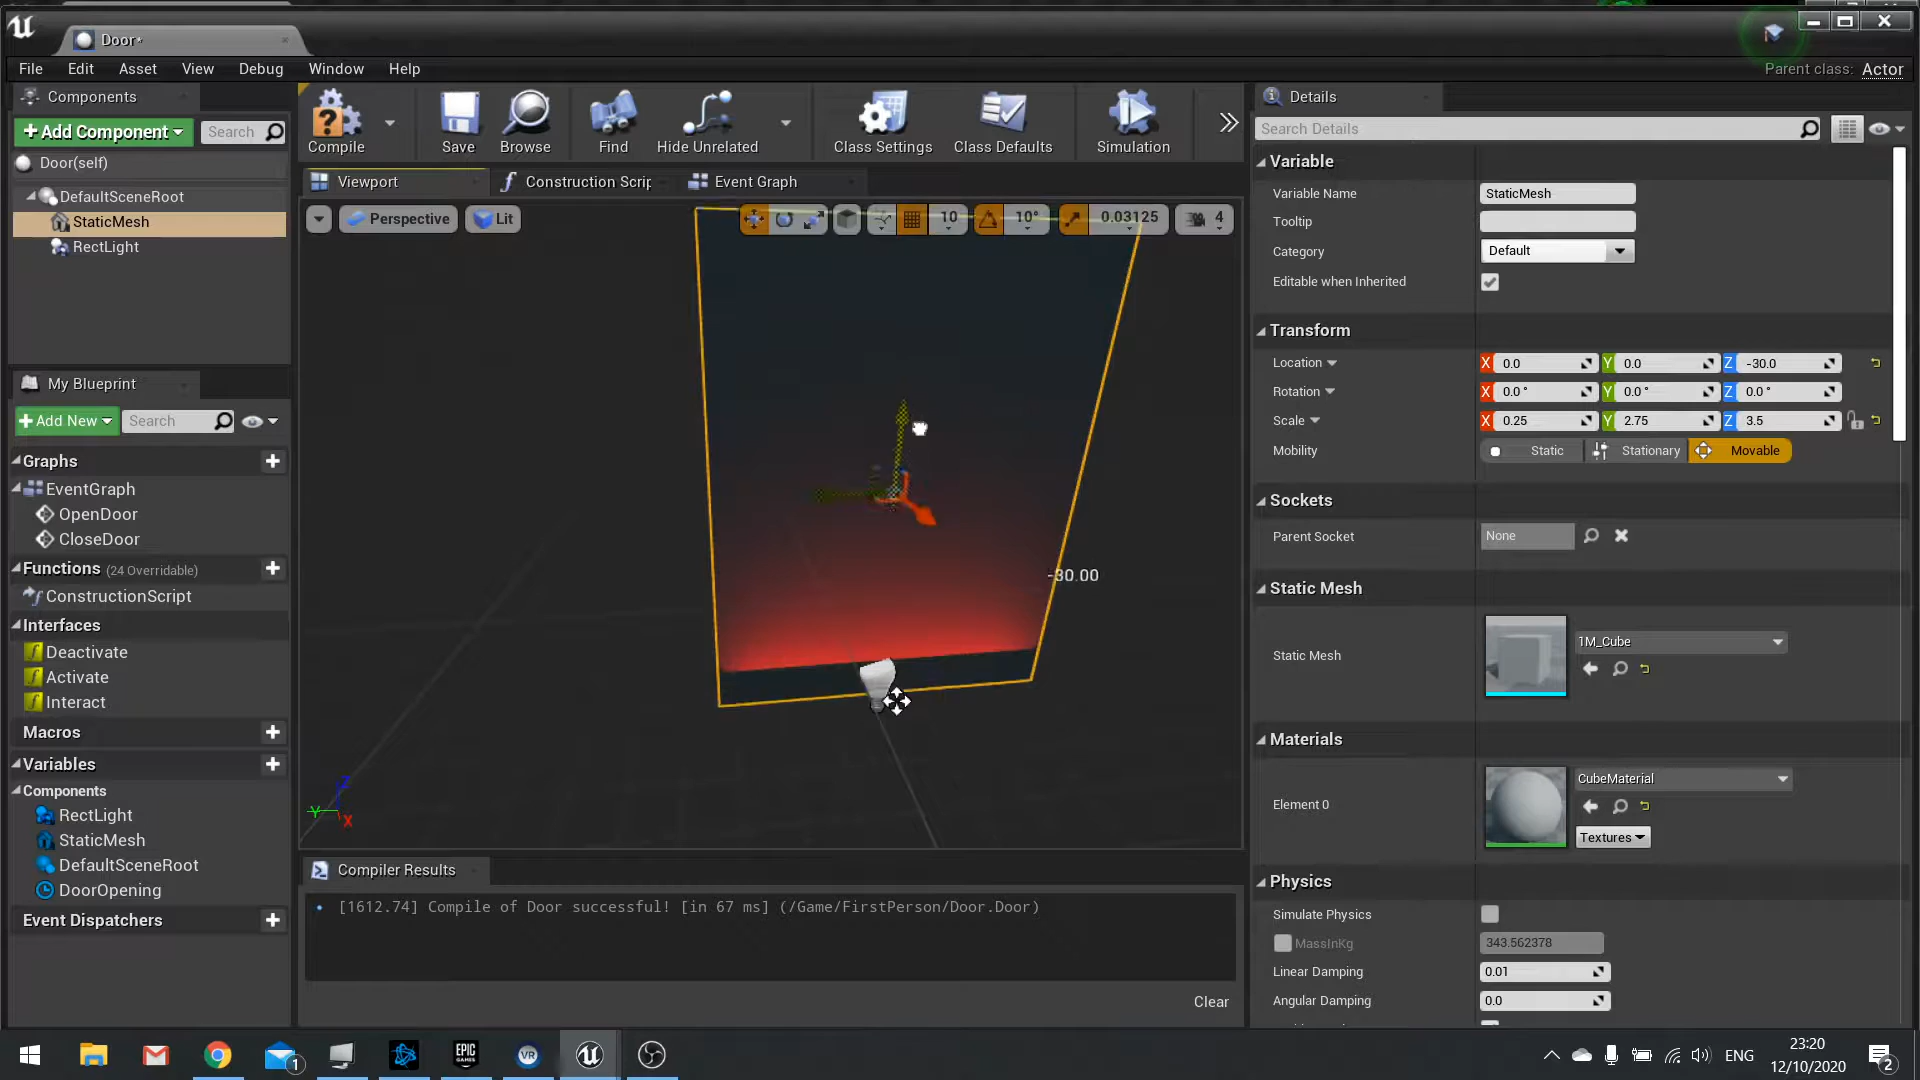 Door•
File Edit Asset View Debug Window Help
Parent class: Actor
Components
+Add Component
Search
Door(self)
DefaultSceneRoot
StaticMesh
RectLight
Compile
Save
Browse
Find
Hide Unrelated
Class Settings
Class Defaults
Simulation
Viewport
Construction Scrip
Event Graph
Perspective
Lit
10
10°
0.03125
4
-30.00
Z
Y
X
My Blueprint
+Add New
Search
Graphs
EventGraph
OpenDoor
CloseDoor
Functions (24 Overridable)
ConstructionScript
Interfaces
Deactivate
Activate
Interact
Macros
Variables
Components
RectLight
StaticMesh
DefaultSceneRoot
DoorOpening
Event Dispatchers
Compiler Results
[1612.74] Compile of Door successful! [in 67 ms] (/Game/FirstPerson/Door.Door)
Clear
Details
Search Details
Variable
Variable Name StaticMesh
Tooltip
Category Default
Editable when Inherited
Transform
Location X 0.0 Y 0.0 Z -30.0
Rotation X 0.0 ° Y 0.0 ° Z 0.0 °
Scale X 0.25 Y 2.75 Z 3.5
Mobility Static Stationary Movable
Sockets
Parent Socket None
Static Mesh
Static Mesh 1M_Cube
Materials
Element 0 CubeMaterial
Textures
Physics
Simulate Physics
MassInKg 343.562378
Linear Damping 0.01
Angular Damping 0.0
1
EPIC
GAMES
VR
ENG
23:20
12/10/2020
2